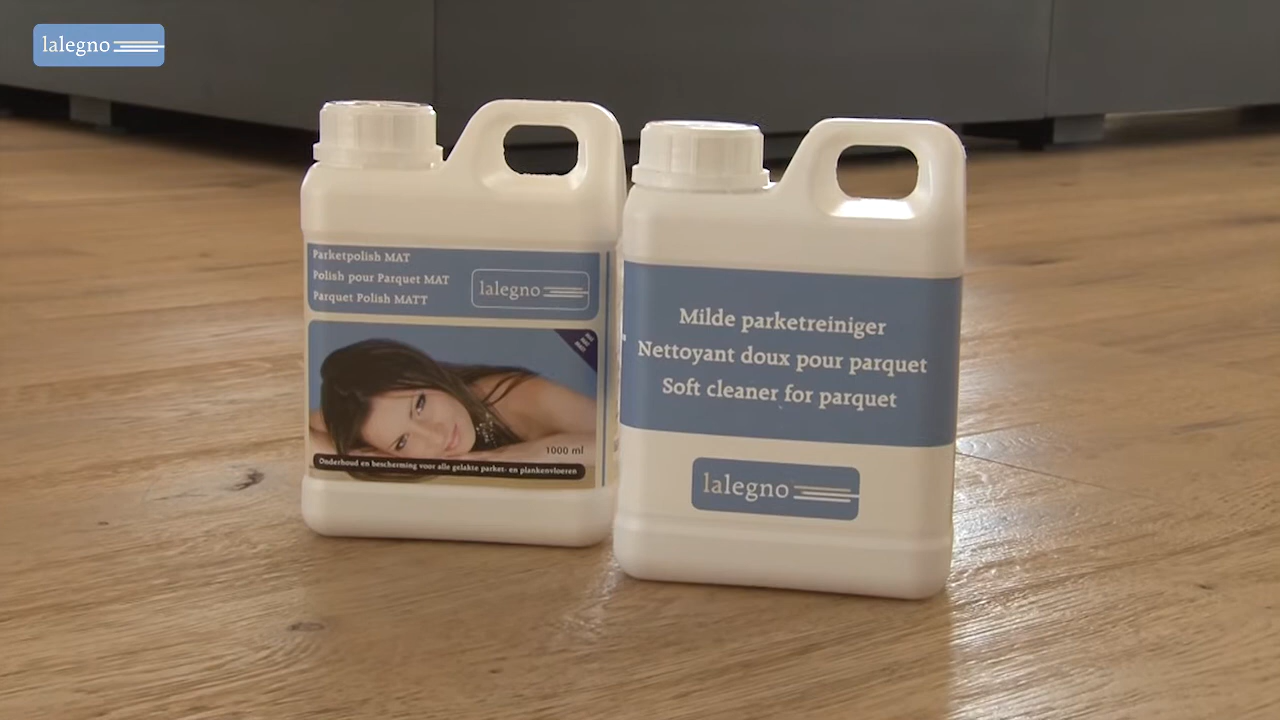 lalegno
Parketpolish MAT
Polish pour Parquet MAT
Parquet Polish MATT
lalegno
1000 ml
Onderhoud en bescherming voor alle gelakte parket- en plankenvloeren
Milde parketreiniger
Nettoyant doux pour parquet
Soft cleaner for parquet
lalegno